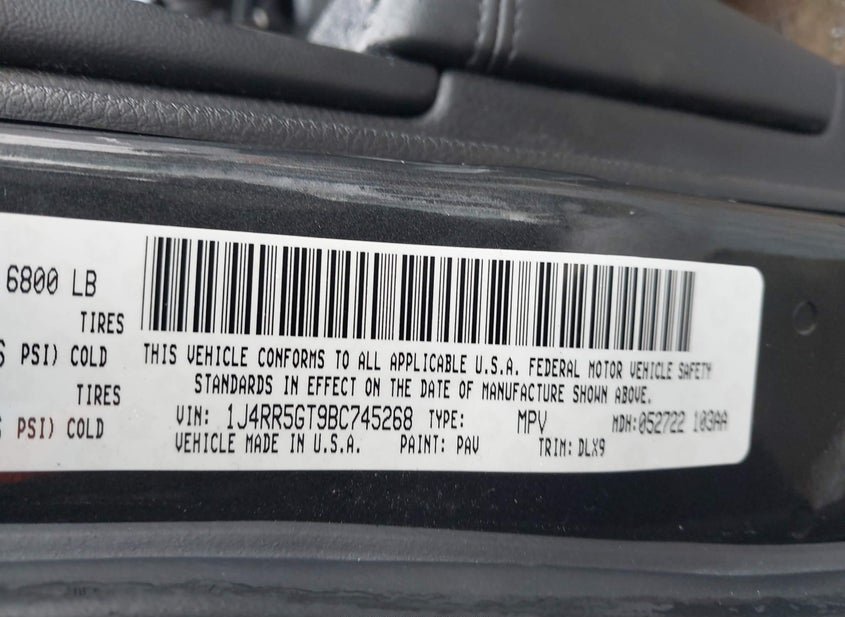 6800 LB
TIRES
PSI) COLD
TIRES
PSI) COLD
THIS VEHICLE CONFORMS TO ALL APPLICABLE U.S.A. FEDERAL MOTOR VEHICLE SAFETY
STANDARDS IN EFFECT ON THE DATE OF MANUFACTURE SHOWN ABOVE.
VIN: 1J4RR5GT9BC745268 TYPE: MPV MDH:052722 103AA
VEHICLE MADE IN U.S.A. PAINT: PAV TRIM: DLX9